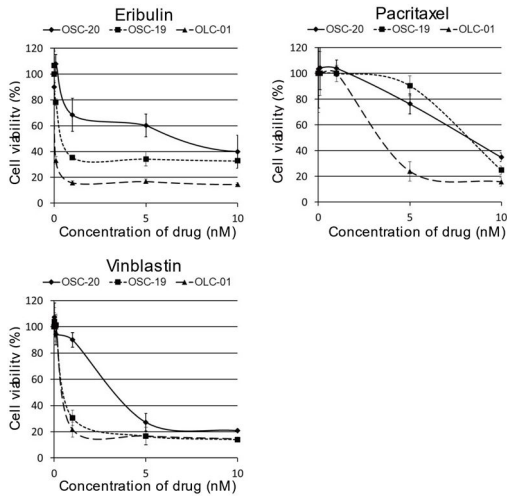 Eribulin
OSC-20 OSC-19 OLC-01
120
100
80
60
40
20
0
Cell viability (%)
0 5 10
Concentration of drug (nM)
Pacritaxel
OSC-20 OSC-19 OLC-01
120
100
80
60
40
20
0
Cell viability (%)
0 5 10
Concentration of drug (nM)
Vinblastin
OSC-20 OSC-19 OLC-01
120
100
80
60
40
20
0
Cell viability (%)
0 5 10
Concentration of drug (nM)